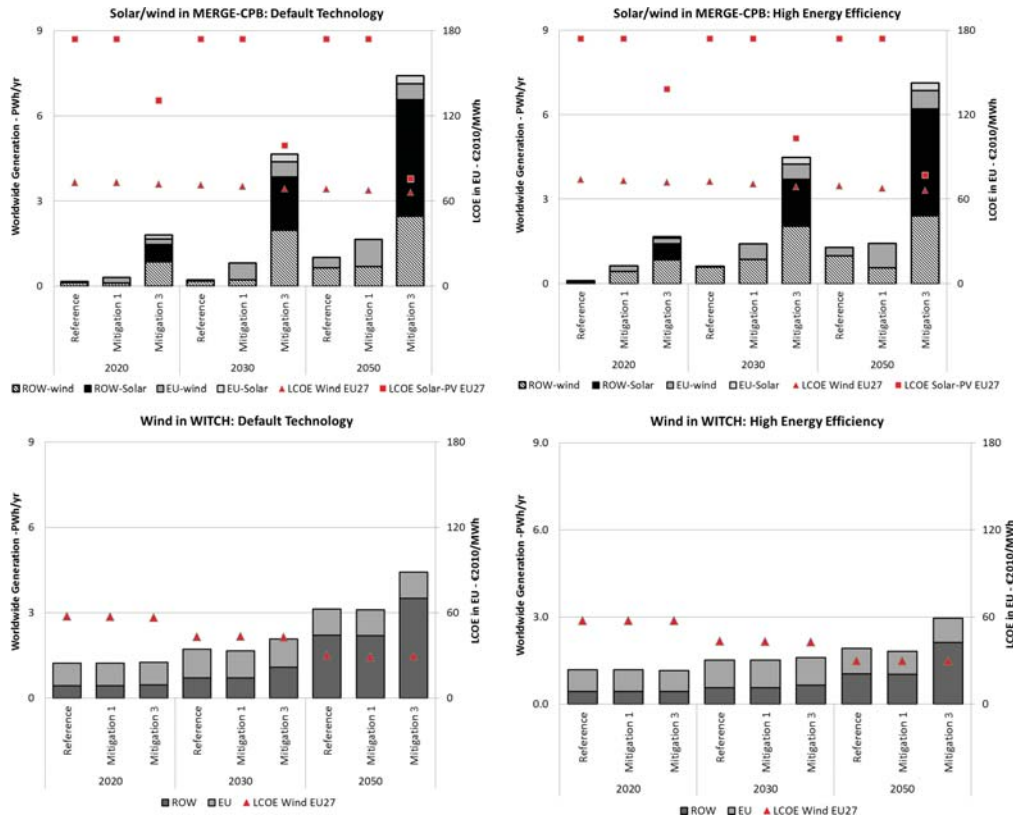 Solar/wind in MERGE-CPB: Default Technology
Worldwide Generation - PWh/yr
9
6
3
0
180
120
60
0
LCOE in EU - €2010/MWh
Reference
Mitigation 1
Mitigation 3
Reference
Mitigation 1
Mitigation 3
Reference
Mitigation 1
Mitigation 3
2020 2030 2050
ROW-wind ROW-Solar EU-wind EU-Solar LCOE Wind EU27 LCOE Solar-PV EU27
Solar/wind in MERGE-CPB: High Energy Efficiency
Worldwide Generation - PWh/yr
9
6
3
0
180
120
60
0
LCOE in EU - €2010/MWh
Reference
Mitigation 1
Mitigation 3
Reference
Mitigation 1
Mitigation 3
Reference
Mitigation 1
Mitigation 3
2020 2030 2050
ROW-wind ROW-Solar EU-wind EU-Solar LCOE Wind EU27 LCOE Solar-PV EU27
Wind in WITCH: Default Technology
Worldwide Generation -PWh/yr
9
6
3
0
180
120
60
0
LCOE in EU - €2010/MWh
Reference
Mitigation 1
Mitigation 3
Reference
Mitigation 1
Mitigation 3
Reference
Mitigation 1
Mitigation 3
2020 2030 2050
ROW EU LCOE Wind EU27
Wind in WITCH: High Energy Efficiency
Worldwide Generation -PWh/yr
9.0
6.0
3.0
0.0
180
120
60
0
LCOE in EU - €2010/MWh
Reference
Mitigation 1
Mitigation 3
Reference
Mitigation 1
Mitigation 3
Reference
Mitigation 1
Mitigation 3
2020 2030 2050
ROW EU LCOE Wind EU27